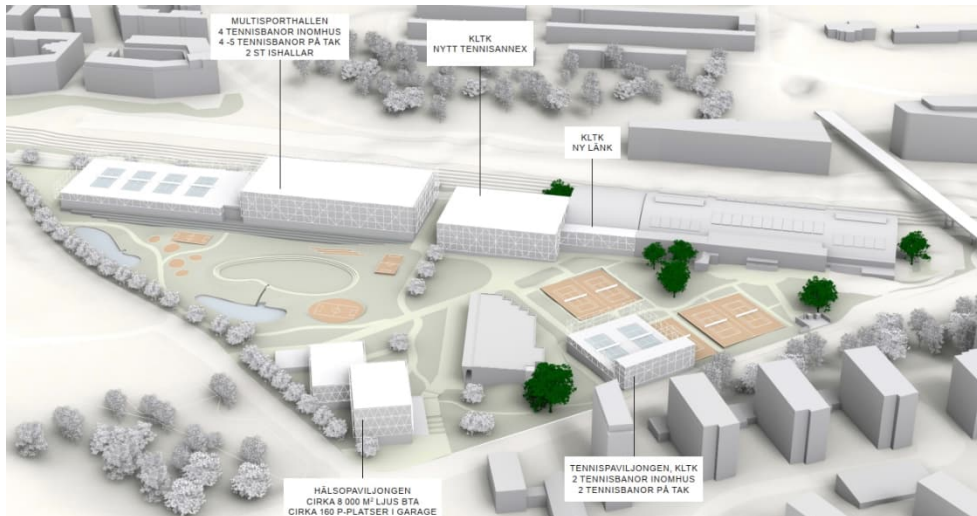 MULTISPORTHALLEN
4 TENNISBANOR INOMHUS
4 -5 TENNISBANOR PÅ TAK
2 ST ISHALLAR
KLTK
NYTT TENNISANNEX
KLTK
NY LÄNK
TENNISPAVILJONGEN, KLTK
2 TENNISBANOR INOMHUS
2 TENNISBANOR PÅ TAK
HÄLSOPAVILJONGEN
CIRKA 8 000 M² LJUS BTA
CIRKA 160 P-PLATSER I GARAGE